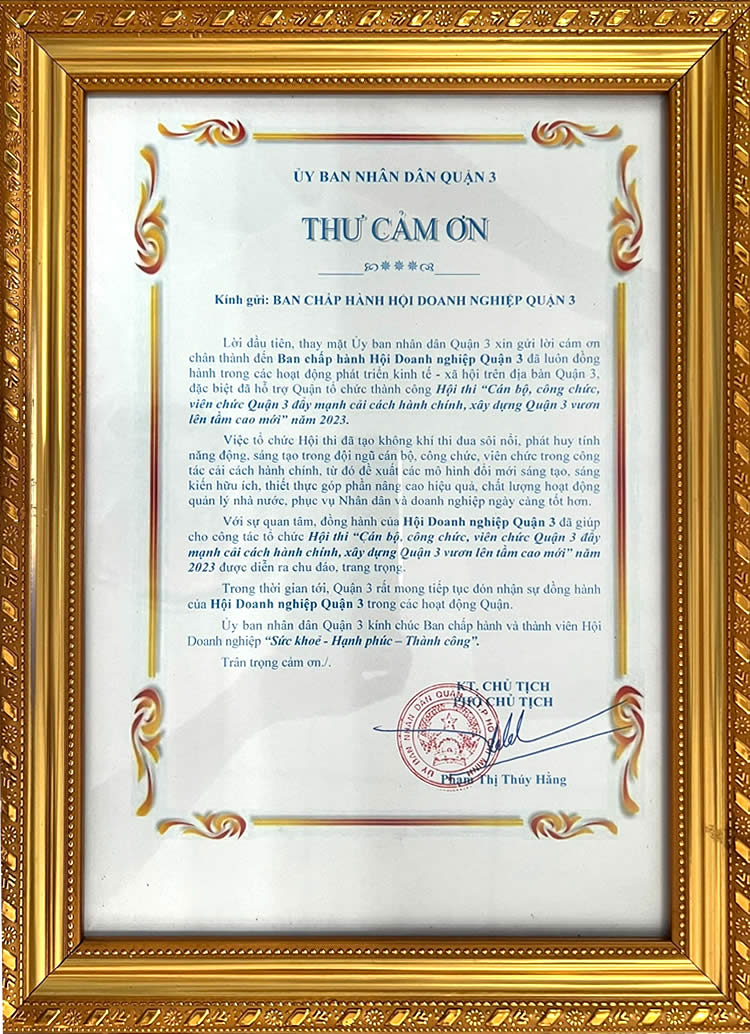 ỦY BAN NHÂN DÂN QUẬN 3
THƯ CẢM ƠN
Kính gửi: BAN CHẤP HÀNH HỘI DOANH NGHIỆP QUẬN 3
Lời đầu tiên, thay mặt Ủy ban nhân dân Quận 3 xin gửi lời cám ơn
chân thành đến Ban chấp hành Hội Doanh nghiệp Quận 3 đã luôn đồng
hành trong các hoạt động phát triển kinh tế - xã hội trên địa bàn Quận 3,
đặc biệt đã hỗ trợ Quận tổ chức thành công Hội thi “Cán bộ, công chức,
viên chức Quận 3 đẩy mạnh cải cách hành chính, xây dựng Quận 3 vươn
lên tầm cao mới” năm 2023.
Việc tổ chức Hội thi đã tạo không khí thi đua sôi nổi, phát huy tính
năng động, sáng tạo trong đội ngũ cán bộ, công chức, viên chức trong công
tác cải cách hành chính, từ đó đề xuất các mô hình đổi mới sáng tạo, sáng
kiến hữu ích, thiết thực góp phần nâng cao hiệu quả, chất lượng hoạt động
quản lý nhà nước, phục vụ Nhân dân và doanh nghiệp ngày càng tốt hơn.
Với sự quan tâm, đồng hành của Hội Doanh nghiệp Quận 3 đã giúp
cho công tác tổ chức Hội thi “Cán bộ, công chức, viên chức Quận 3 đẩy
mạnh cải cách hành chính, xây dựng Quận 3 vươn lên tầm cao mới” năm
2023 được diễn ra chu đáo, trang trọng.
Trong thời gian tới, Quận 3 rất mong tiếp tục đón nhận sự đồng hành
của Hội Doanh nghiệp Quận 3 trong các hoạt động Quận.
Ủy ban nhân dân Quận 3 kính chúc Ban chấp hành và thành viên Hội
Doanh nghiệp “Sức khoẻ - Hạnh phúc – Thành công”.
Trân trọng cảm ơn./.
KT. CHỦ TỊCH
PHÓ CHỦ TỊCH
ỦY BAN NHÂN DÂN QUẬN
Phạm Thị Thúy Hằng